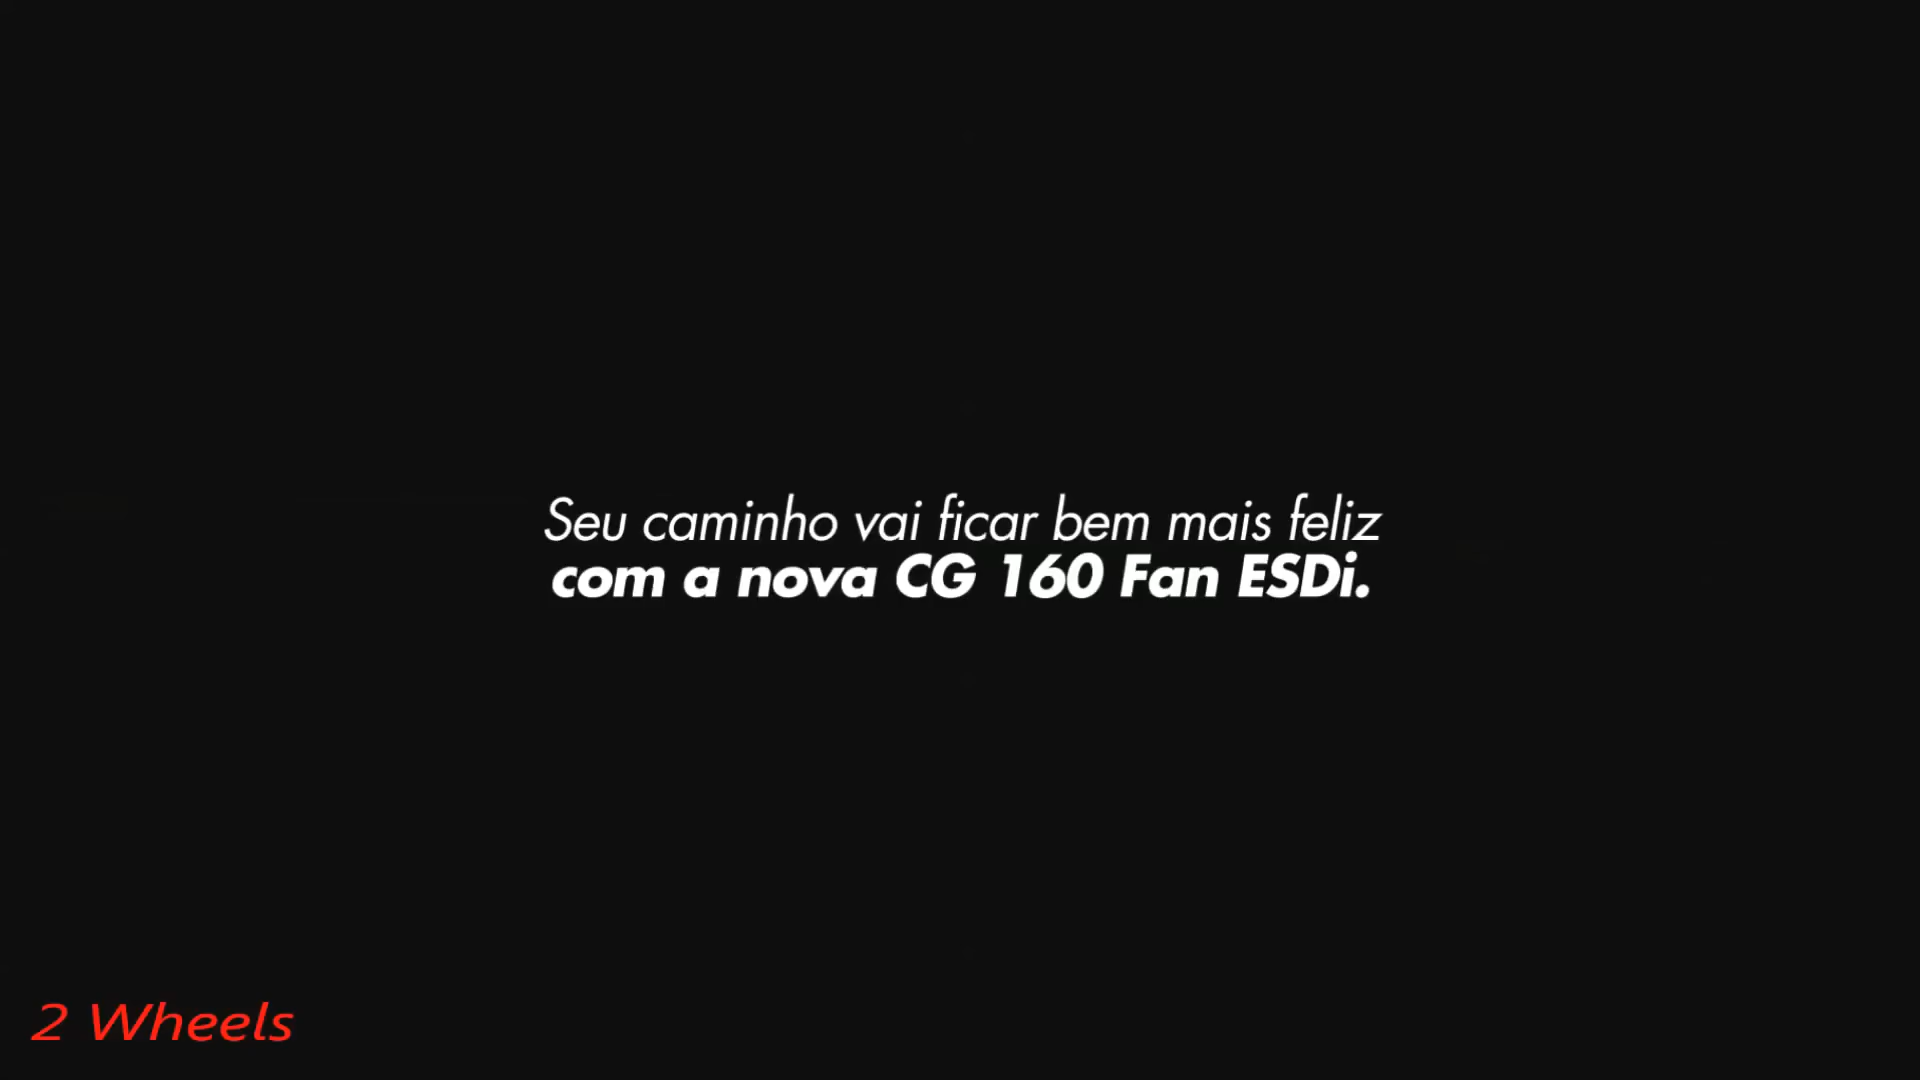 Seu caminho vai ficar bem mais feliz
com a nova CG 160 Fan ESDi.
2 Wheels